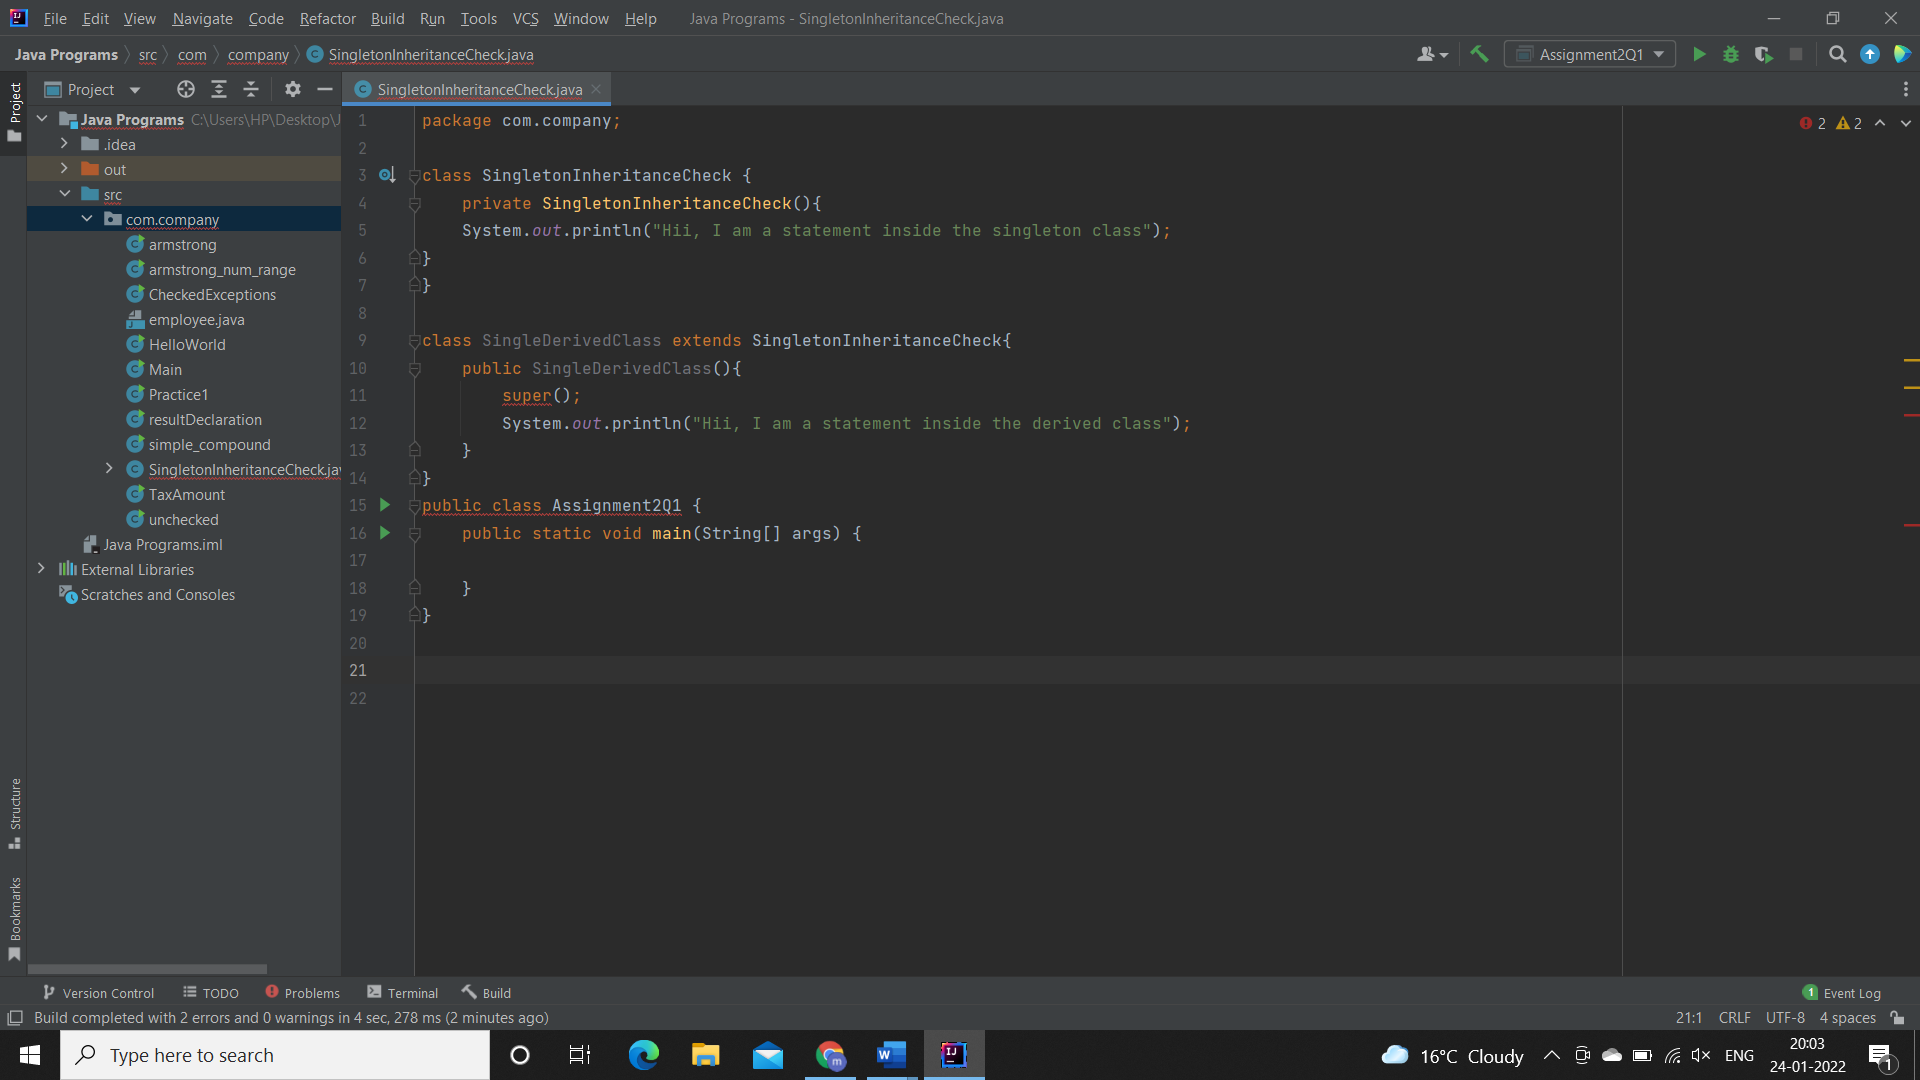 File Edit View Navigate Code Refactor Build Run Tools VCS Window Help Java Programs - SingletonInheritanceCheck.java
Java Programs src com company SingletonInheritanceCheck.java Assignment2Q1
Project SingletonInheritanceCheck.java
Project
Java Programs C:\Users\HP\Desktop\J
.idea
out
src
com.company
armstrong
armstrong_num_range
CheckedExceptions
employee.java
HelloWorld
Main
Practice1
resultDeclaration
simple_compound
SingletonInheritanceCheck.jav
TaxAmount
unchecked
Java Programs.iml
External Libraries
Scratches and Consoles
Structure
Bookmarks
2 2
1 package com.company;
2
3 class SingletonInheritanceCheck {
4 private SingletonInheritanceCheck(){
5 System.out.println("Hii, I am a statement inside the singleton class");
6 }
7 }
8
9 class SingleDerivedClass extends SingletonInheritanceCheck{
10 public SingleDerivedClass(){
11 super();
12 System.out.println("Hii, I am a statement inside the derived class");
13 }
14 }
15 public class Assignment2Q1 {
16 public static void main(String[] args) {
17
18 }
19 }
20
21
22
Version Control TODO Problems Terminal Build 1 Event Log
Build completed with 2 errors and 0 warnings in 4 sec, 278 ms (2 minutes ago) 21:1 CRLF UTF-8 4 spaces
Type here to search 16°C Cloudy ENG 20:03
24-01-2022 1